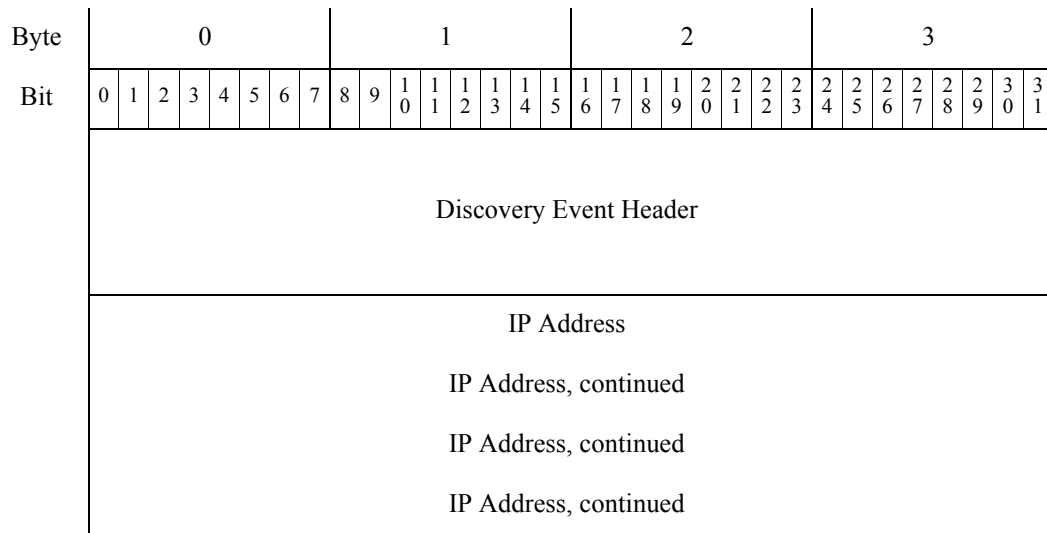 Byte 0 1 2 3
Bit 0 1 2 3 4 5 6 7 8 9 10 11 12 13 14 15 16 17 18 19 20 21 22 23 24 25 26 27 28 29 30 31
Discovery Event Header
IP Address
IP Address, continued
IP Address, continued
IP Address, continued